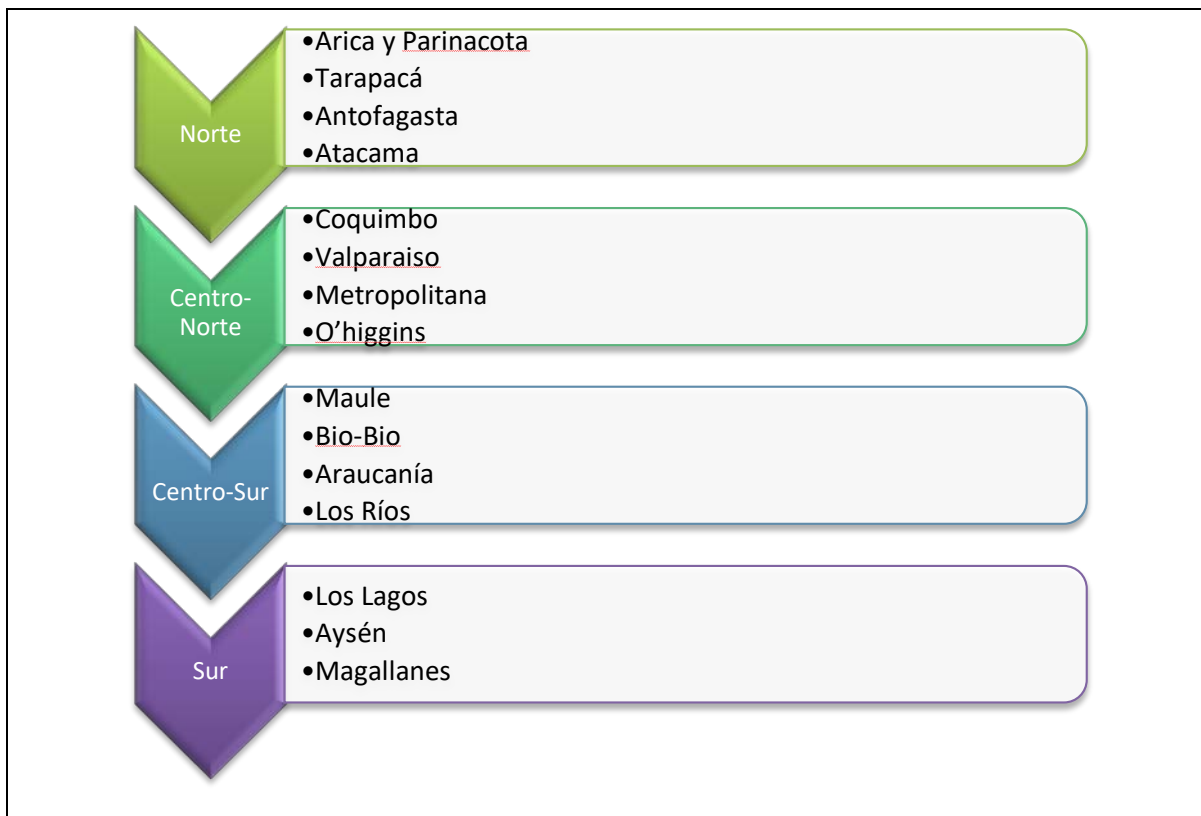 Norte
•Arica y Parinacota
•Tarapacá
•Antofagasta
•Atacama
Centro-
Norte
•Coquimbo
•Valparaiso
•Metropolitana
•O’higgins
Centro-Sur
•Maule
•Bio-Bio
•Araucanía
•Los Ríos
Sur
•Los Lagos
•Aysén
•Magallanes